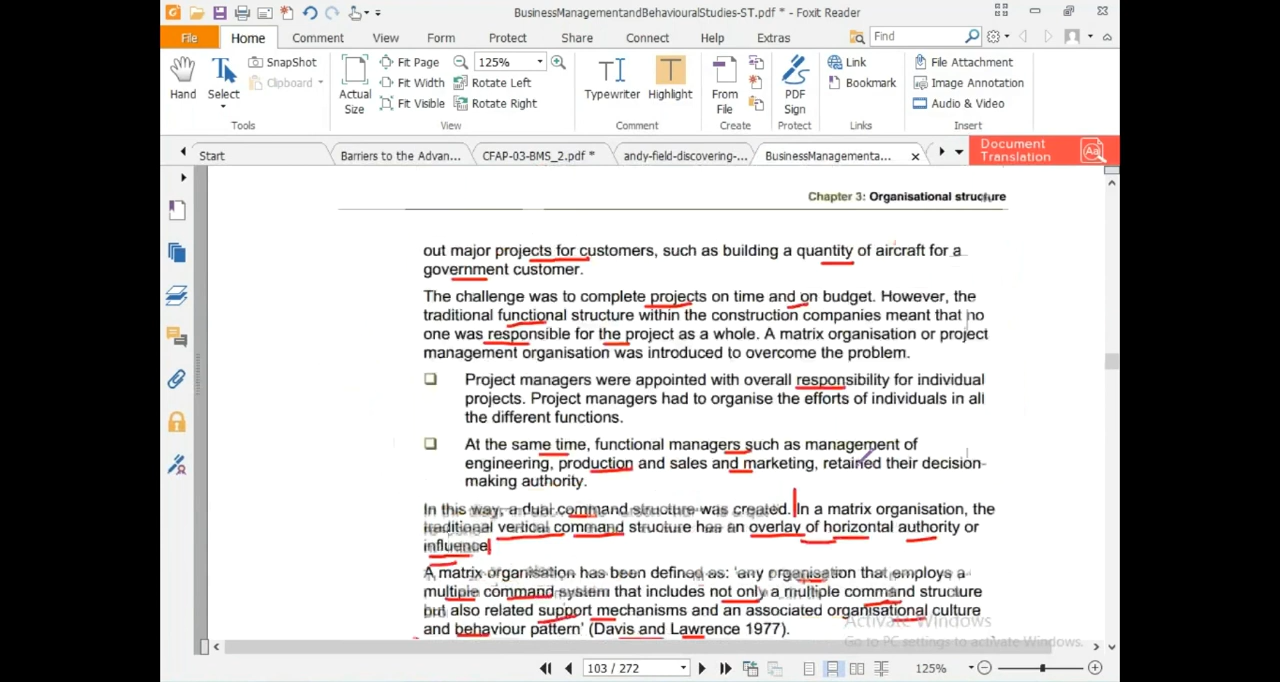 BusinessManagementandBehaviouralStudies-ST.pdf * - Foxit Reader
File Home Comment View Form Protect Share Connect Help Extras Find
SnapShot Fit Page 125% Link File Attachment
Clipboard Fit Width Rotate Left Bookmark Image Annotation
Fit Visible Rotate Right Audio & Video
Hand Select Actual Size Typewriter Highlight From File PDF Sign
Tools View Comment Create Protect Links Insert
Start Barriers to the Advan... CFAP-03-BMS_2.pdf * andy-field-discovering-... BusinessManagementa... Document Translation
Chapter 3: Organisational structure
out major projects for customers, such as building a quantity of aircraft for a
government customer.
The challenge was to complete projects on time and on budget. However, the
traditional functional structure within the construction companies meant that no
one was responsible for the project as a whole. A matrix organisation or project
management organisation was introduced to overcome the problem.
Project managers were appointed with overall responsibility for individual
projects. Project managers had to organise the efforts of individuals in all
the different functions.
At the same time, functional managers such as management of
engineering, production and sales and marketing, retained their decision-
making authority.
In this way, a dual command structure was created. In a matrix organisation, the
traditional vertical command structure has an overlay of horizontal authority or
influence
A matrix organisation has been defined as: 'any organisation that employs a
multiple command system that includes not only a multiple command structure
but also related support mechanisms and an associated organisational culture
and behaviour pattern' (Davis and Lawrence 1977).
Activate Windows
Go to PC settings to activate Windows.
103 / 272 125%